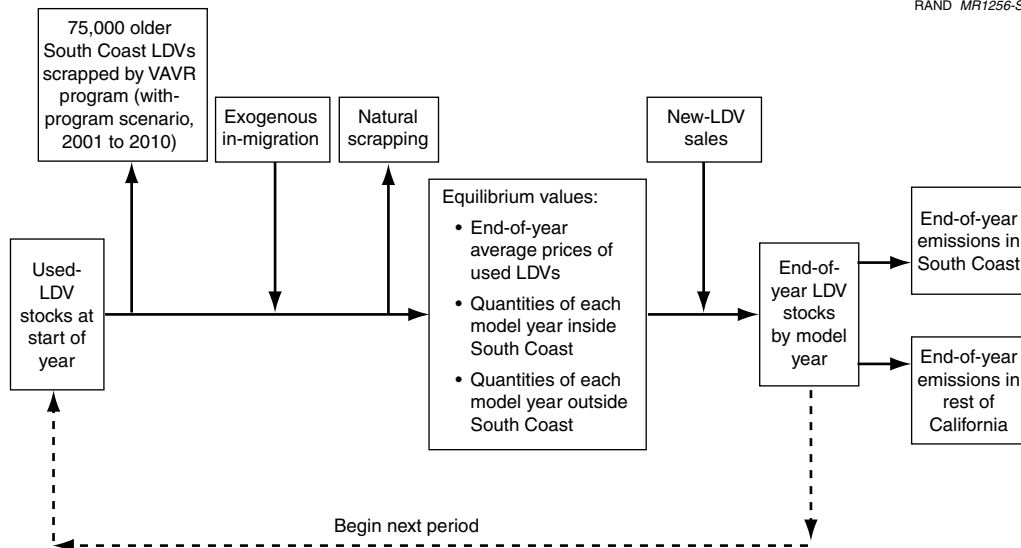 RAND MR1256-S
75,000 older
South Coast LDVs
scrapped by VAVR
program (with-
program scenario,
2001 to 2010)
Exogenous
in-migration
Natural
scrapping
New-LDV
sales
Used-
LDV
stocks at
start of
year
Equilibrium values:
• End-of-year
average prices of
used LDVs
• Quantities of each
model year inside
South Coast
• Quantities of each
model year outside
South Coast
End-of-
year LDV
stocks
by model
year
End-of-year
emissions in
South Coast
End-of-year
emissions in
rest of
California
Begin next period